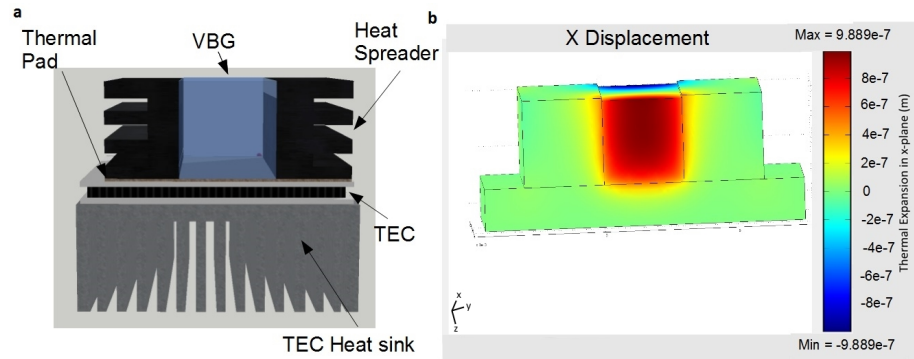 a
Thermal
Pad
VBG
Heat
Spreader
TEC
TEC Heat sink
b
X Displacement
Max = 9.889e-7
8e-7
6e-7
4e-7
2e-7
0
-2e-7
-4e-7
-6e-7
-8e-7
Thermal Expansion in x-plane (m)
Min = -9.889e-7
x
y
z